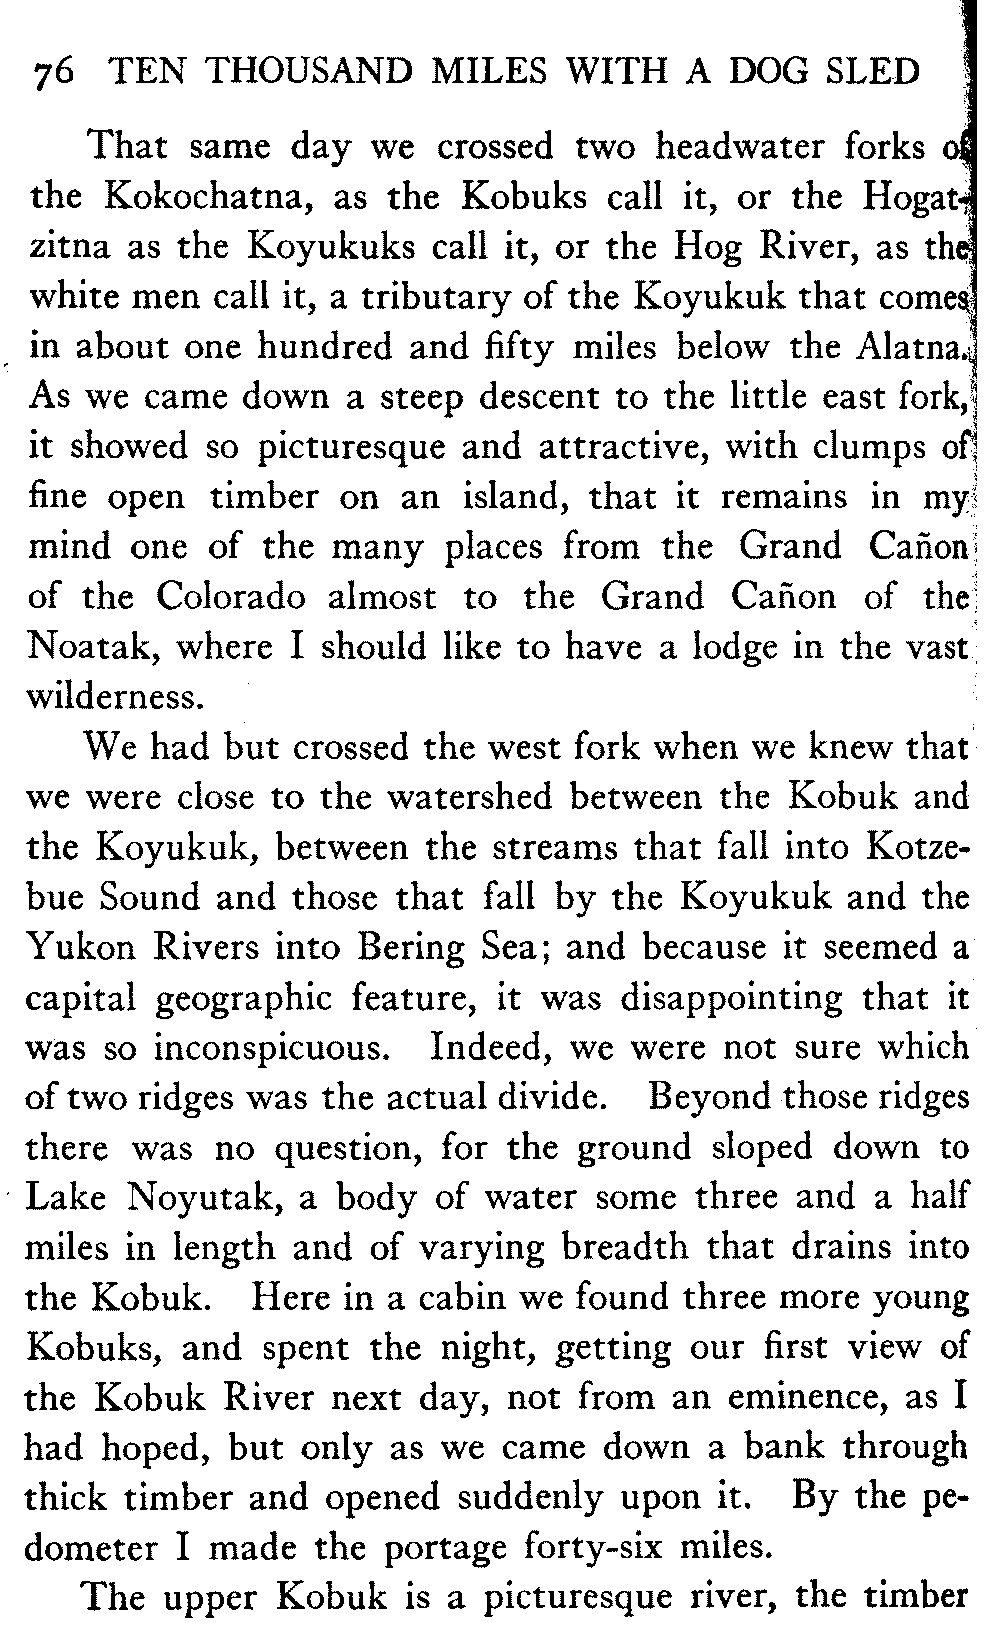 76 TEN THOUSAND MILES WITH A DOG SLED
That same day we crossed two headwater forks of
the Kokochatna, as the Kobuks call it, or the Hogat-
zitna as the Koyukuks call it, or the Hog River, as the
white men call it, a tributary of the Koyukuk that comes
in about one hundred and fifty miles below the Alatna.
As we came down a steep descent to the little east fork,
it showed so picturesque and attractive, with clumps of
fine open timber on an island, that it remains in my
mind one of the many places from the Grand Cañon
of the Colorado almost to the Grand Cañon of the
Noatak, where I should like to have a lodge in the vast
wilderness.
We had but crossed the west fork when we knew that
we were close to the watershed between the Kobuk and
the Koyukuk, between the streams that fall into Kotze-
bue Sound and those that fall by the Koyukuk and the
Yukon Rivers into Bering Sea; and because it seemed a
capital geographic feature, it was disappointing that it
was so inconspicuous. Indeed, we were not sure which
of two ridges was the actual divide. Beyond those ridges
there was no question, for the ground sloped down to
Lake Noyutak, a body of water some three and a half
miles in length and of varying breadth that drains into
the Kobuk. Here in a cabin we found three more young
Kobuks, and spent the night, getting our first view of
the Kobuk River next day, not from an eminence, as I
had hoped, but only as we came down a bank through
thick timber and opened suddenly upon it. By the pe-
dometer I made the portage forty-six miles.
The upper Kobuk is a picturesque river, the timber